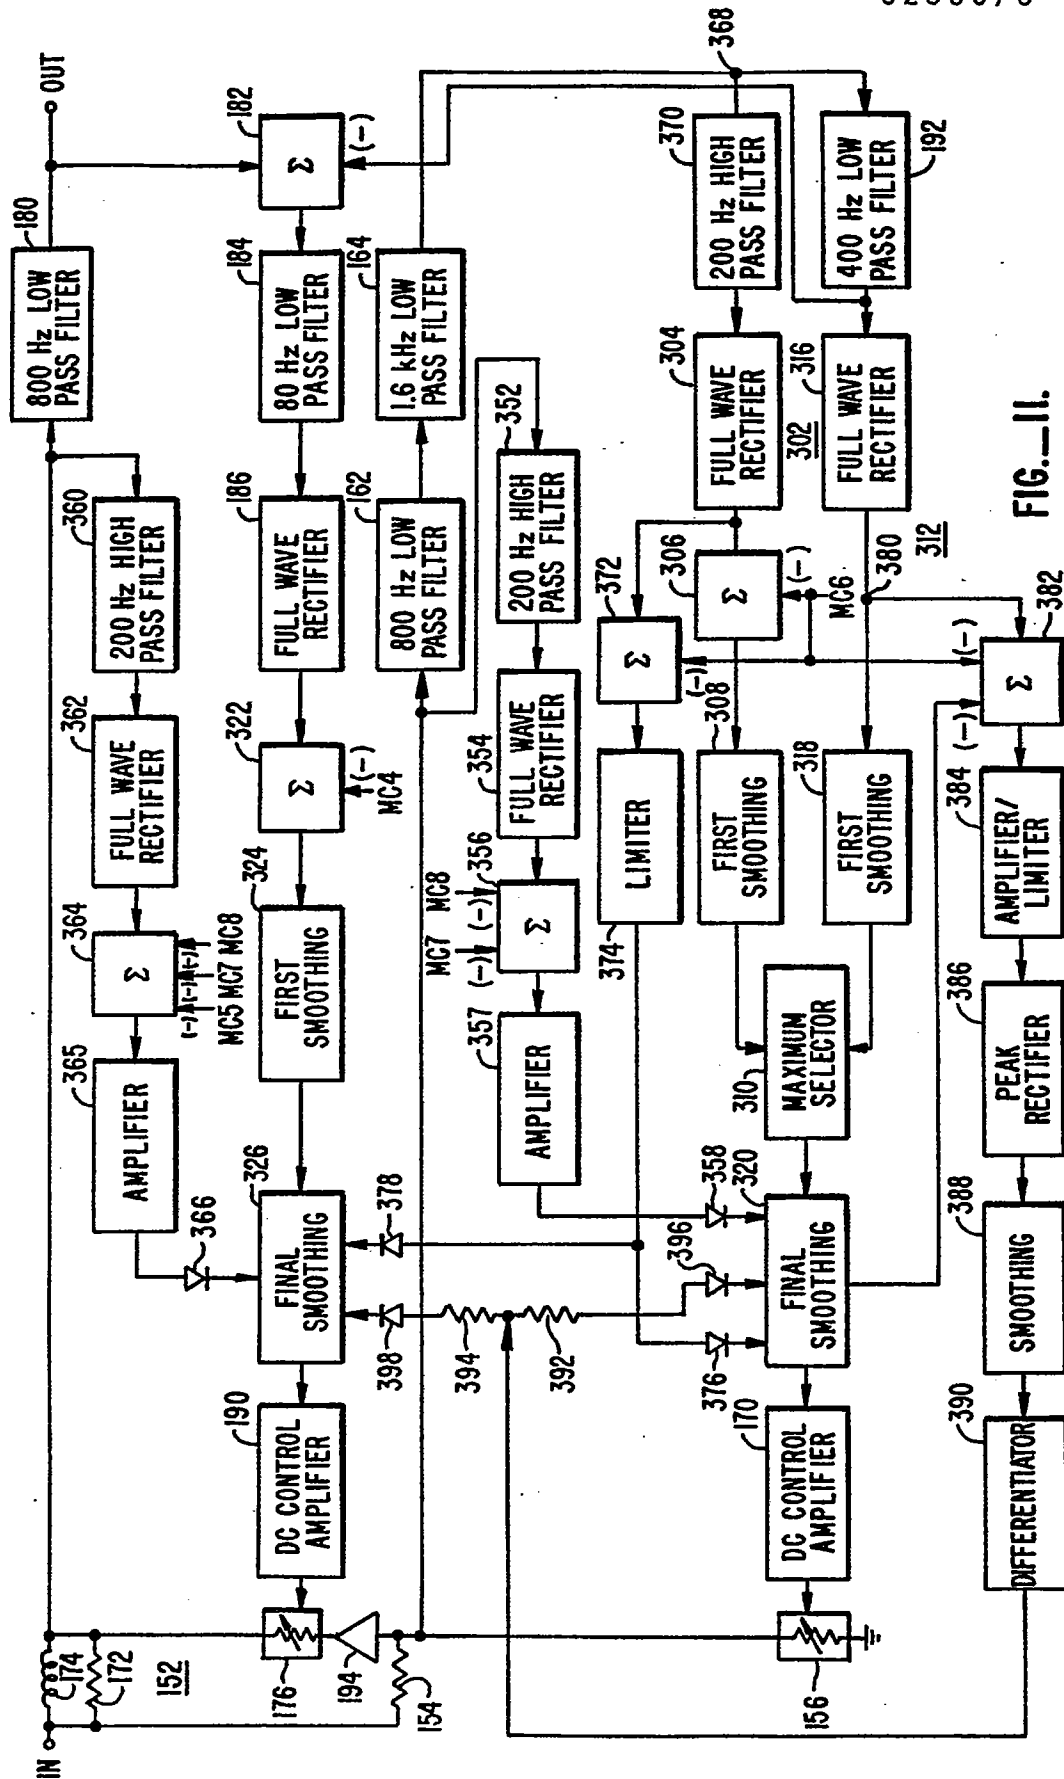 IN
174
172
152
176
194
154
156
800 Hz LOW
PASS FILTER
180
OUT
200 Hz HIGH
PASS FILTER
360
FULL WAVE
RECTIFIER
362
Σ
364
(-) (-) (-)
MC5 MC7 MC8
AMPLIFIER
365
366
Σ
182
(-)
80 Hz LOW
PASS FILTER
184
FULL WAVE
RECTIFIER
186
Σ
322
(-)
MC4
FIRST
SMOOTHING
324
FINAL
SMOOTHING
326
DC CONTROL
AMPLIFIER
190
378
398
394
392
800 Hz LOW
PASS FILTER
162
1.6 kHz LOW
PASS FILTER
164
200 Hz HIGH
PASS FILTER
352
FULL WAVE
RECTIFIER
354
Σ
356
MC7
MC8
(-)
(-)
AMPLIFIER
357
358
396
376
368
200 Hz HIGH
PASS FILTER
370
FULL WAVE
RECTIFIER
304
302
Σ
306
(-)
MC6
Σ
372
(-)
LIMITER
374
FIRST
SMOOTHING
308
400 Hz LOW
PASS FILTER
192
FULL WAVE
RECTIFIER
316
312
380
FIRST
SMOOTHING
318
MAXIMUM
SELECTOR
310
FINAL
SMOOTHING
320
DC CONTROL
AMPLIFIER
170
Σ
382
(-)
(-)
(-)
AMPLIFIER/
LIMITER
384
PEAK
RECTIFIER
386
SMOOTHING
388
DIFFERENTIATOR
390
FIG._11.